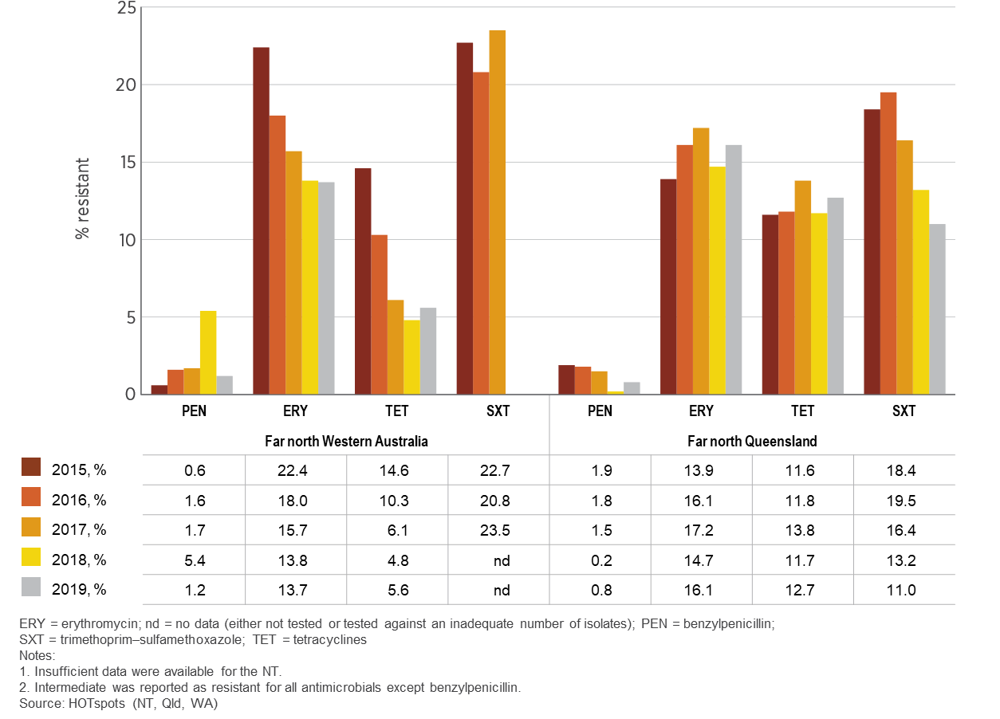 25
20
15
10
5
0
% resistant
PEN ERY TET SXT PEN ERY TET SXT
Far north Western Australia Far north Queensland
2015, % 0.6 22.4 14.6 22.7 1.9 13.9 11.6 18.4
2016, % 1.6 18.0 10.3 20.8 1.8 16.1 11.8 19.5
2017, % 1.7 15.7 6.1 23.5 1.5 17.2 13.8 16.4
2018, % 5.4 13.8 4.8 nd 0.2 14.7 11.7 13.2
2019, % 1.2 13.7 5.6 nd 0.8 16.1 12.7 11.0
ERY = erythromycin; nd = no data (either not tested or tested against an inadequate number of isolates); PEN = benzylpenicillin;
SXT = trimethoprim–sulfamethoxazole; TET = tetracyclines
Notes:
1. Insufficient data were available for the NT.
2. Intermediate was reported as resistant for all antimicrobials except benzylpenicillin.
Source: HOTspots (NT, Qld, WA)